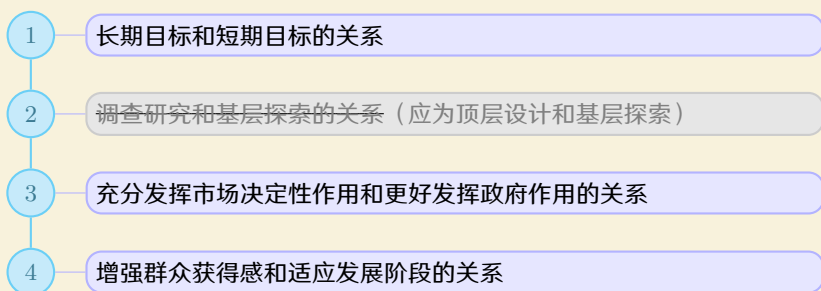 1 长期目标和短期目标的关系
2 调查研究和基层探索的关系（应为顶层设计和基层探索）
3 充分发挥市场决定性作用和更好发挥政府作用的关系
4 增强群众获得感和适应发展阶段的关系